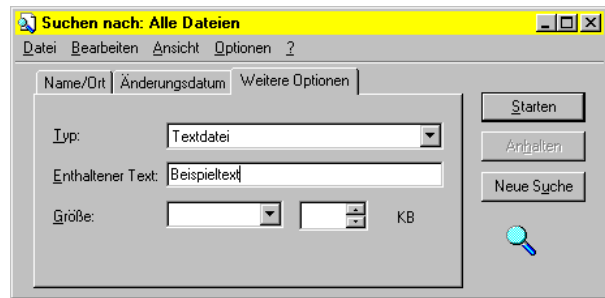 Suchen nach: Alle Dateien
Datei Bearbeiten Ansicht Optionen ?
Name/Ort Änderungsdatum Weitere Optionen
Starten
Typ: Textdatei
Anhalten
Enthaltener Text: Beispieltext
Neue Suche
Größe: KB